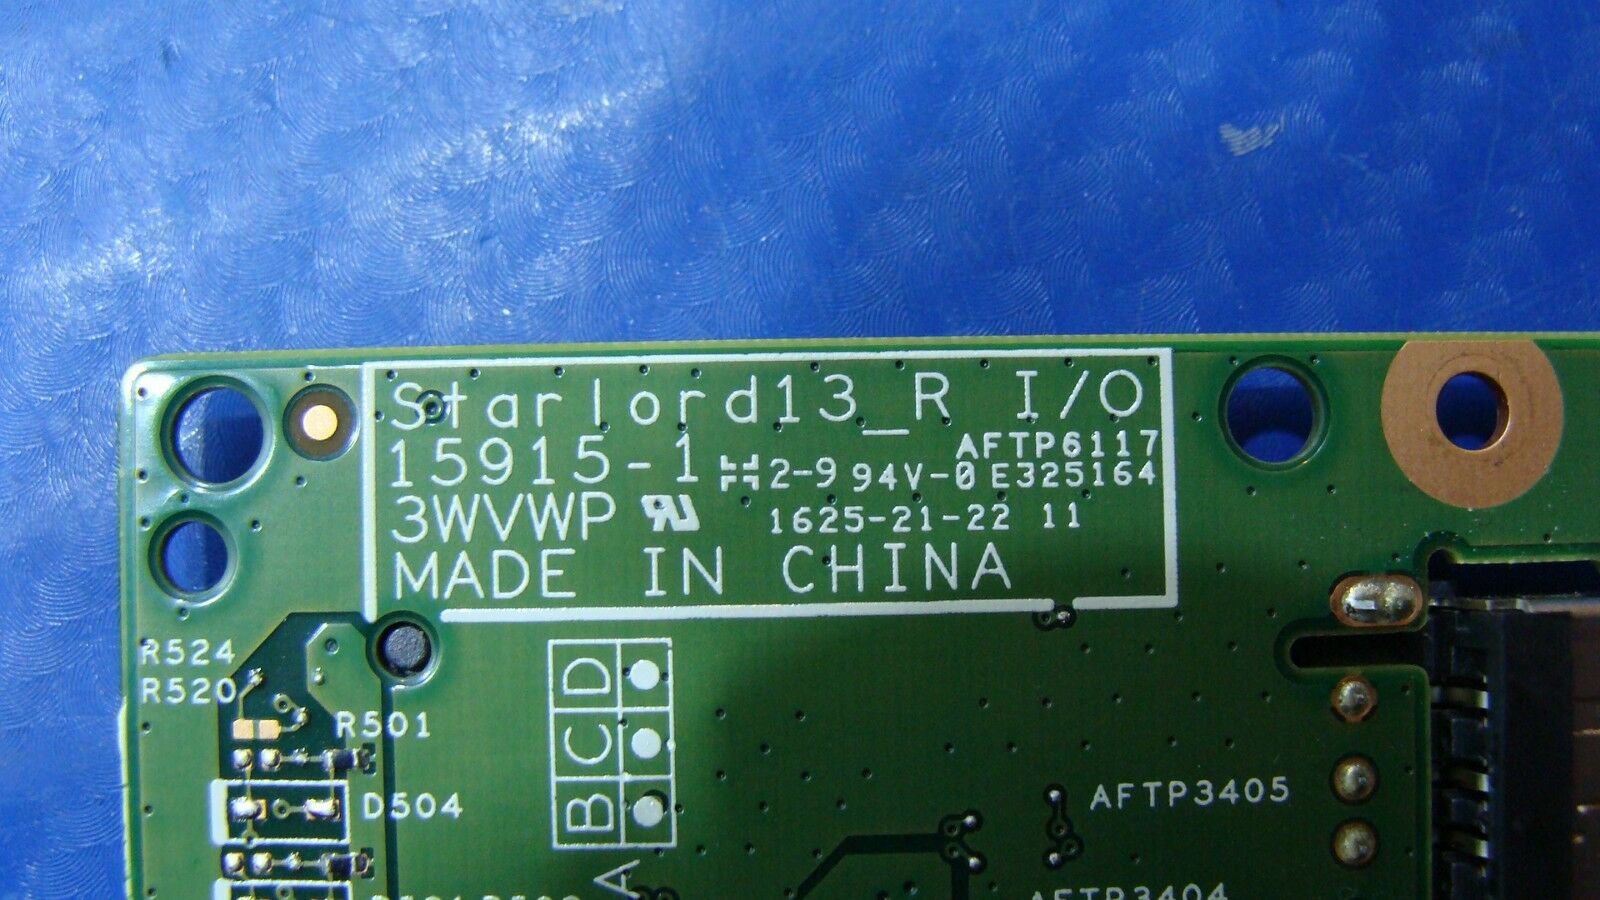 Starlord13_R I/O
AFTP6117
15915-1 2-9 94V-0 E325164
3WVWP 1625-21-22 11
MADE IN CHINA
R524
R520
R501
D504
D
C
B
A
AFTP3405
AFTP3404